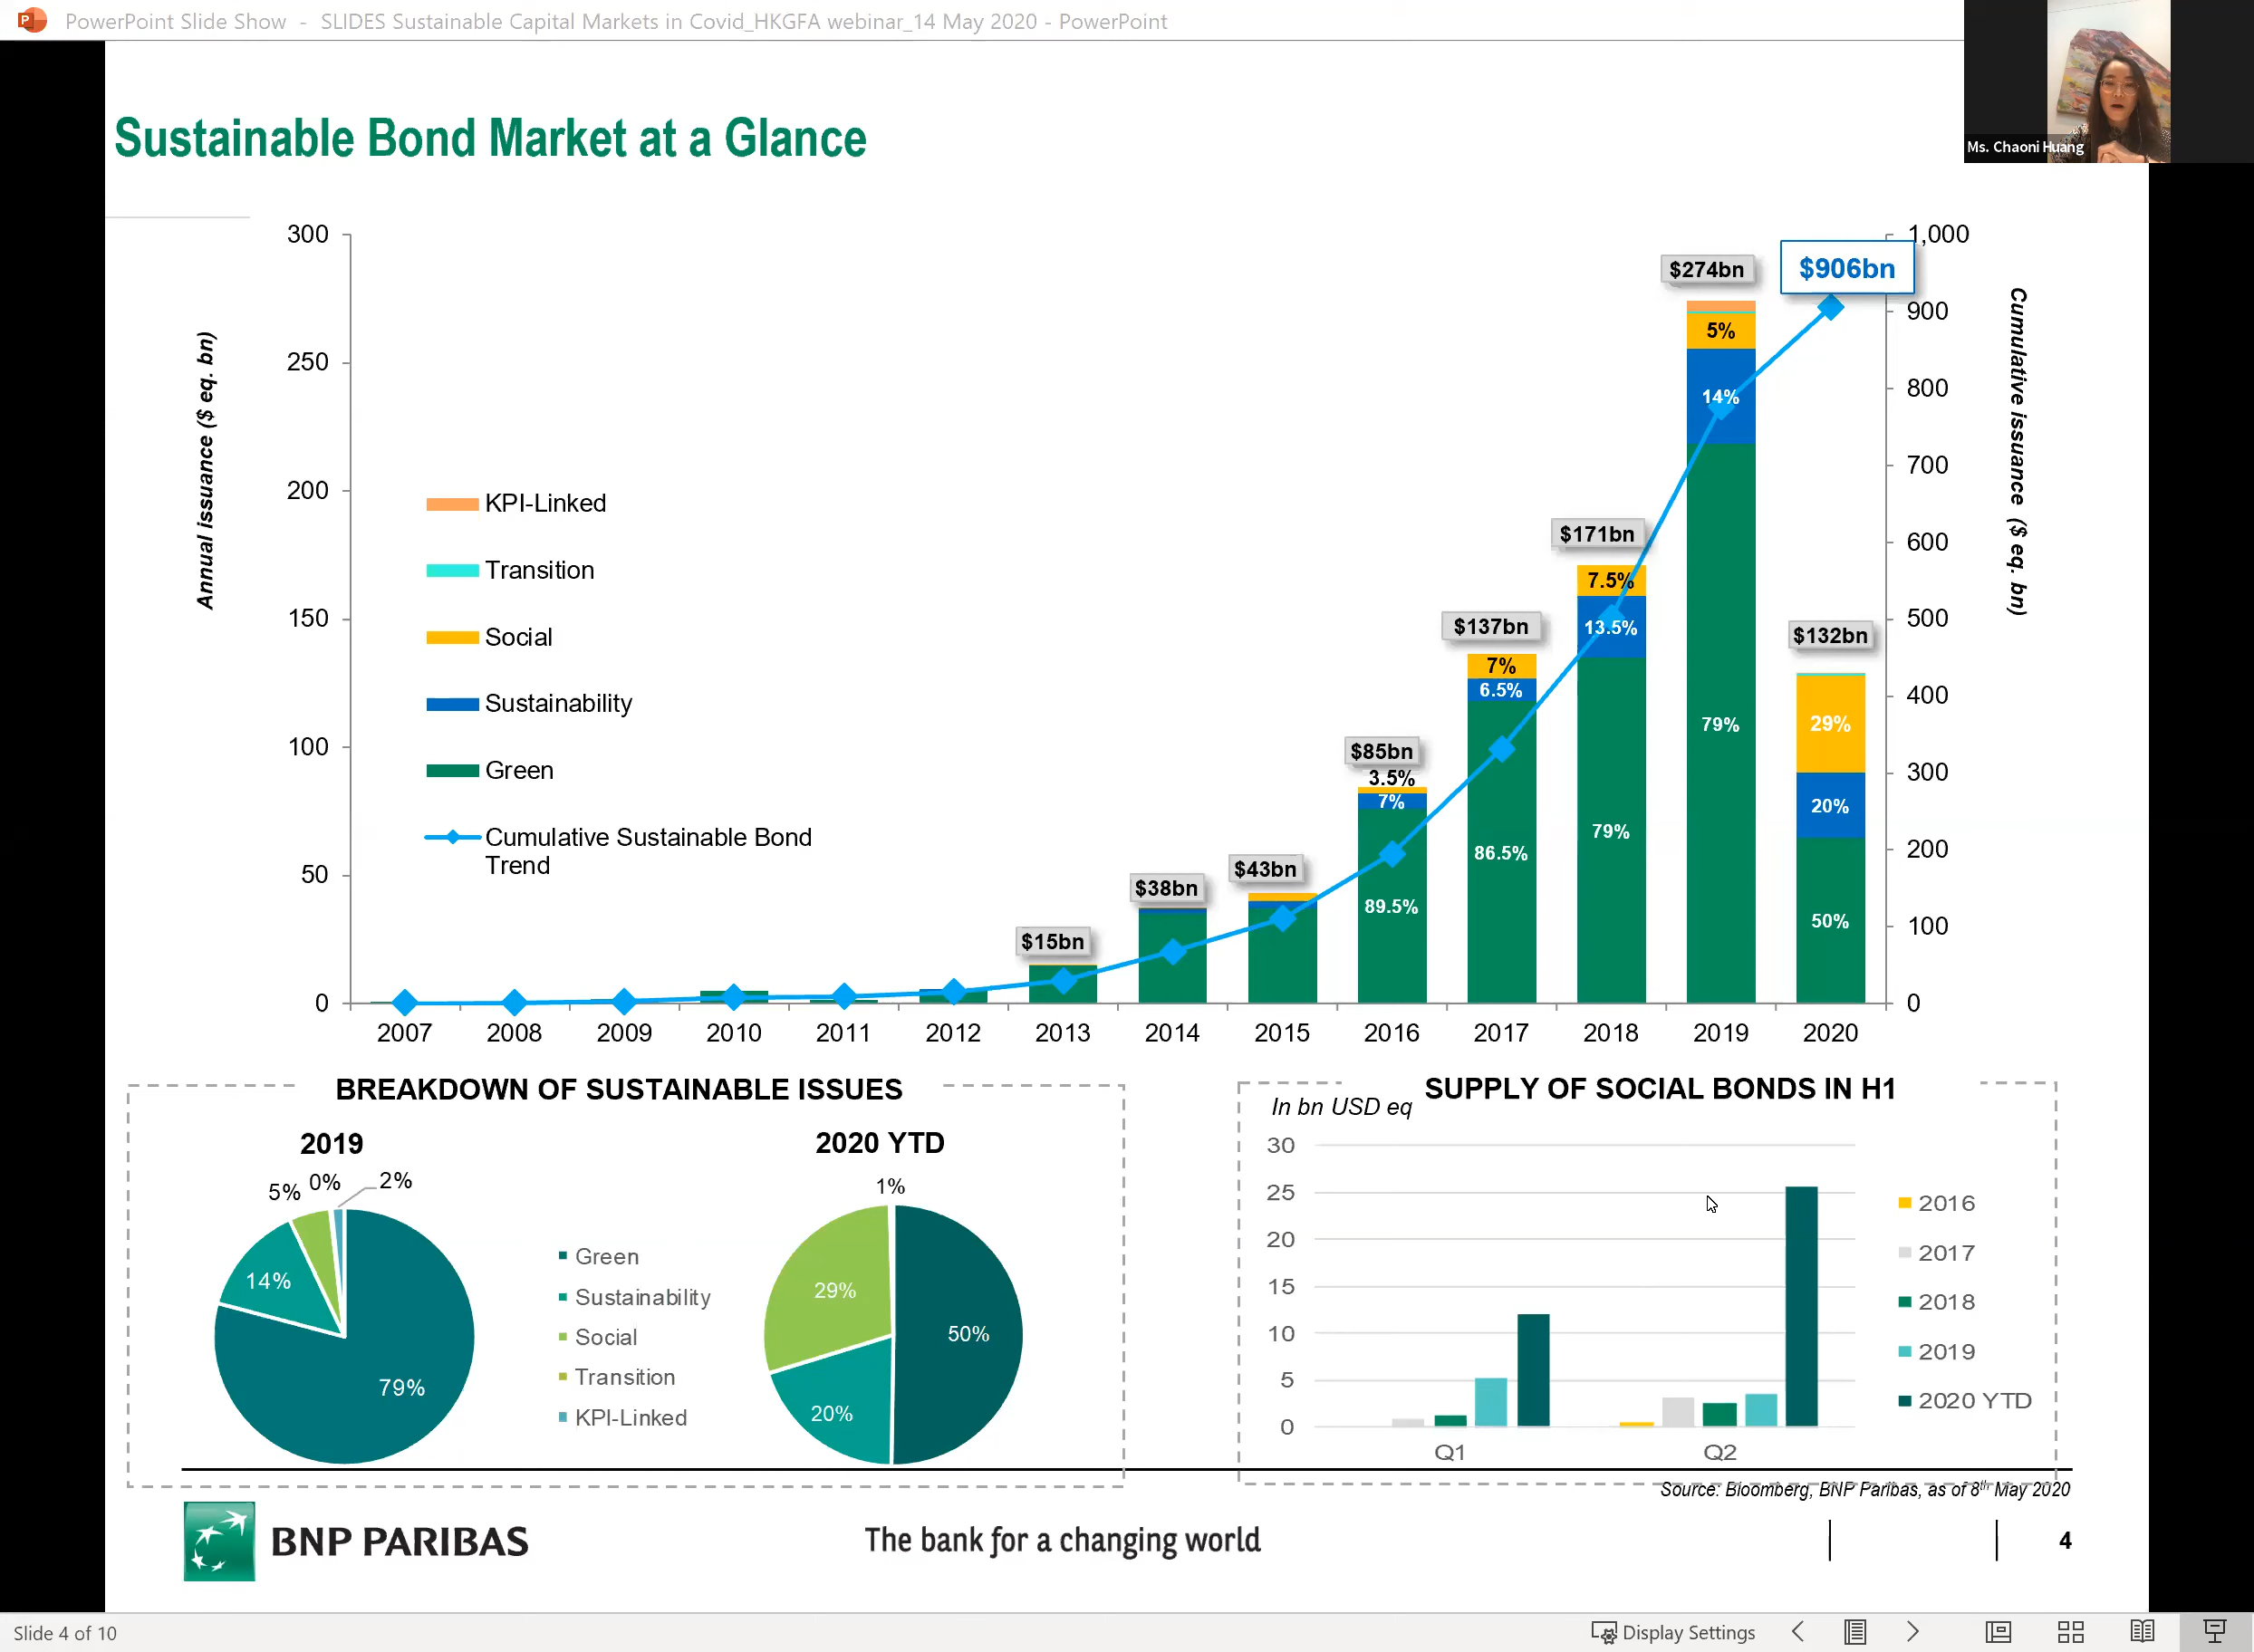 PowerPoint Slide Show - SLIDES Sustainable Capital Markets in Covid_HKGFA webinar_14 May 2020 - PowerPoint
Ms. Chaoni Huang
Sustainable Bond Market at a Glance
Annual issuance ($ eq. bn)
300
250
200
150
100
50
0
KPI-Linked
Transition
Social
Sustainability
Green
Cumulative Sustainable Bond
Trend
$15bn
$38bn
$43bn
$85bn
3.5%
7%
89.5%
$137bn
7%
6.5%
86.5%
$171bn
7.5%
13.5%
79%
$274bn
5%
14%
79%
$906bn
$132bn
29%
20%
50%
1,000
900
800
700
600
500
400
300
200
100
0
Cumulative issuance ($ eq. bn)
2007 2008 2009 2010 2011 2012 2013 2014 2015 2016 2017 2018 2019 2020
BREAKDOWN OF SUSTAINABLE ISSUES
2019
5% 0% 2%
14%
79%
Green
Sustainability
Social
Transition
KPI-Linked
2020 YTD
1%
29%
50%
20%
SUPPLY OF SOCIAL BONDS IN H1
In bn USD eq
30
25
20
15
10
5
0
Q1 Q2
2016
2017
2018
2019
2020 YTD
Source: Bloomberg, BNP Paribas, as of 8th May 2020
BNP PARIBAS
The bank for a changing world
4
Slide 4 of 10
Display Settings